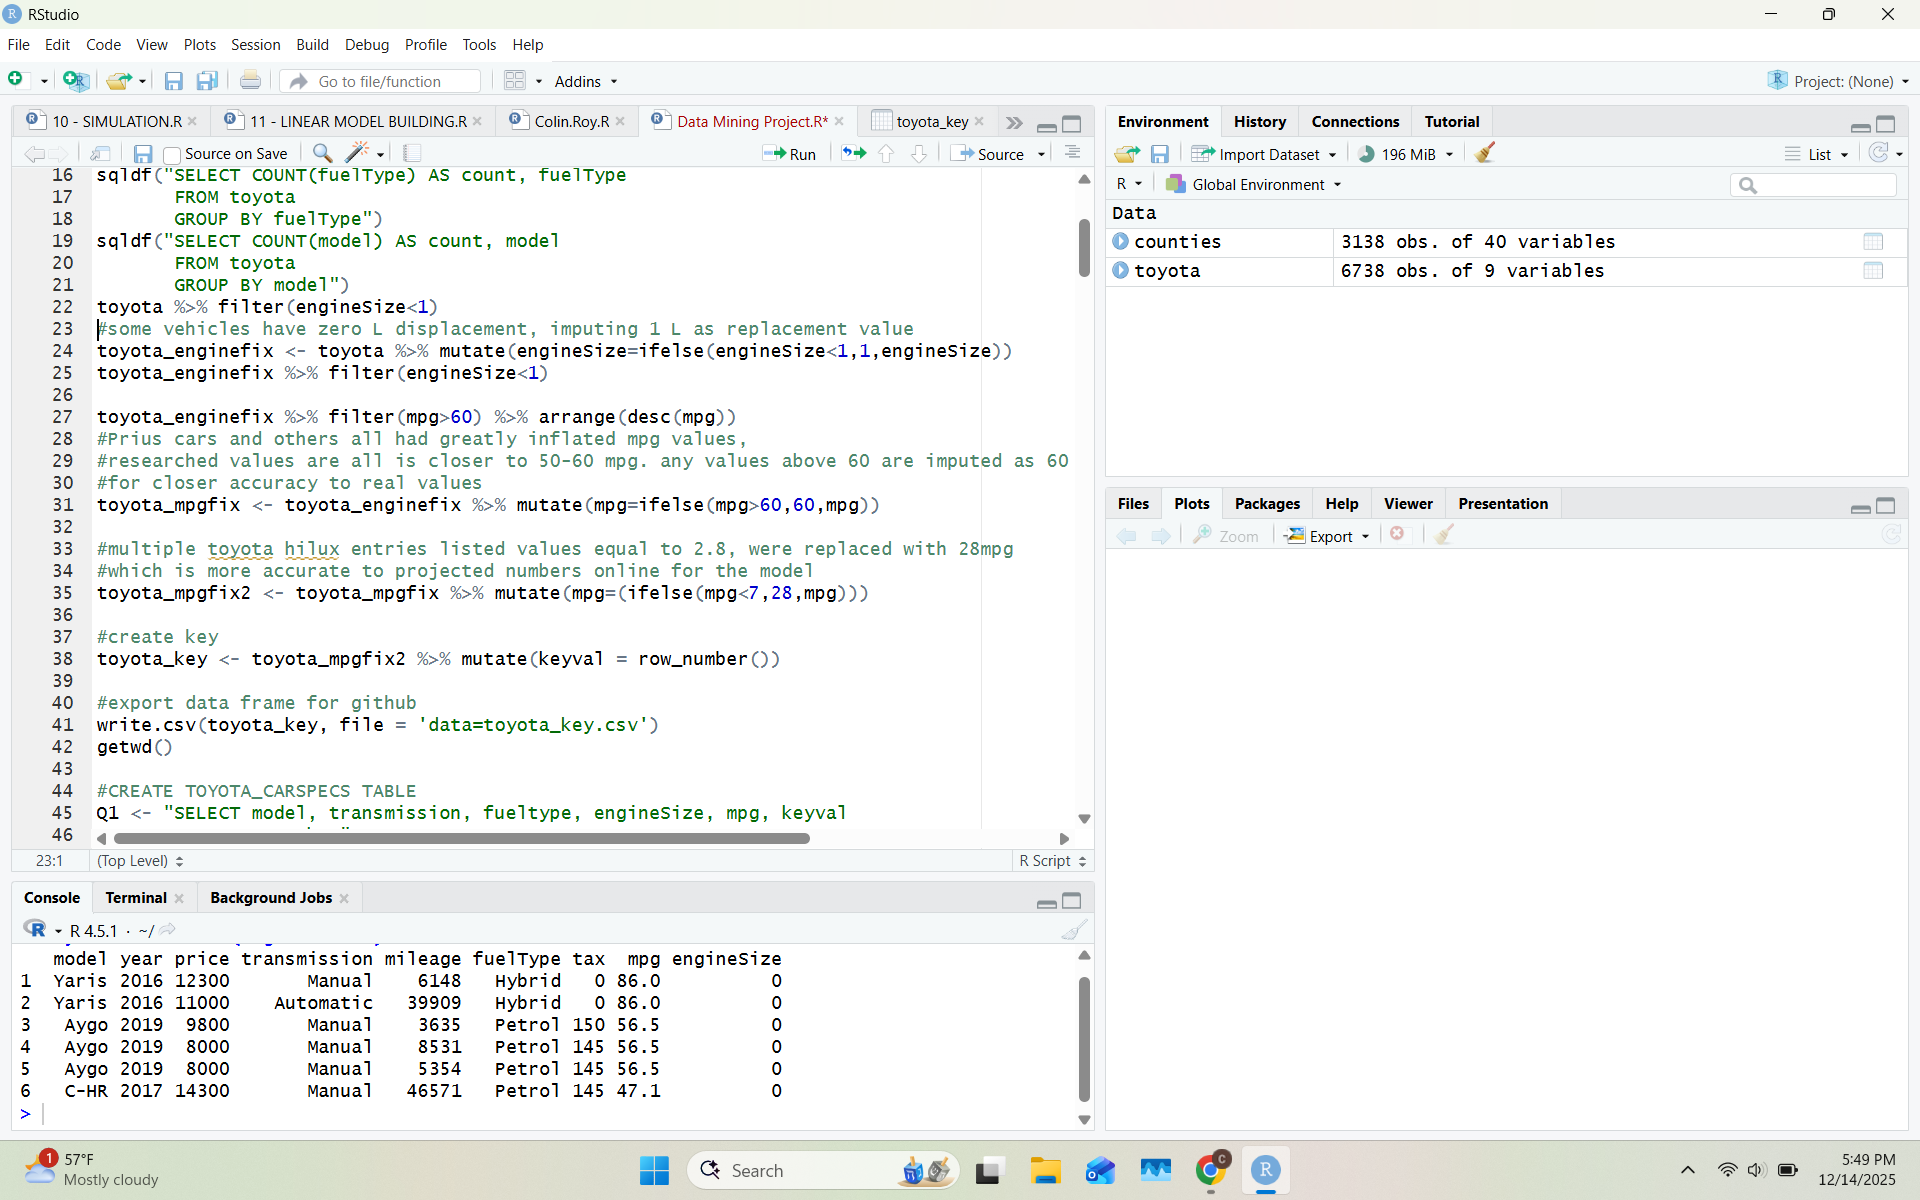 RStudio
File Edit Code View Plots Session Build Debug Profile Tools Help
Go to file/function Addins Project: (None)
10 - SIMULATION.R 11 - LINEAR MODEL BUILDING.R Colin.Roy.R Data Mining Project.R* toyota_key
Source on Save Run Source
16 sqldf("SELECT COUNT(fuelType) AS count, fuelType
17 FROM toyota
18 GROUP BY fuelType")
19 sqldf("SELECT COUNT(model) AS count, model
20 FROM toyota
21 GROUP BY model")
22 toyota %>% filter(engineSize<1)
23 #some vehicles have zero L displacement, imputing 1 L as replacement value
24 toyota_enginefix <- toyota %>% mutate(engineSize=ifelse(engineSize<1,1,engineSize))
25 toyota_enginefix %>% filter(engineSize<1)
26
27 toyota_enginefix %>% filter(mpg>60) %>% arrange(desc(mpg))
28 #Prius cars and others all had greatly inflated mpg values,
29 #researched values are all is closer to 50-60 mpg. any values above 60 are imputed as 60
30 #for closer accuracy to real values
31 toyota_mpgfix <- toyota_enginefix %>% mutate(mpg=ifelse(mpg>60,60,mpg))
32
33 #multiple toyota hilux entries listed values equal to 2.8, were replaced with 28mpg
34 #which is more accurate to projected numbers online for the model
35 toyota_mpgfix2 <- toyota_mpgfix %>% mutate(mpg=(ifelse(mpg<7,28,mpg)))
36
37 #create key
38 toyota_key <- toyota_mpgfix2 %>% mutate(keyval = row_number())
39
40 #export data frame for github
41 write.csv(toyota_key, file = 'data=toyota_key.csv')
42 getwd()
43
44 #CREATE TOYOTA_CARSPECS TABLE
45 Q1 <- "SELECT model, transmission, fueltype, engineSize, mpg, keyval
46
23:1 (Top Level) R Script
Console Terminal Background Jobs
R 4.5.1 · ~/
model year price transmission mileage fuelType tax mpg engineSize
1 Yaris 2016 12300 Manual 6148 Hybrid 0 86.0 0
2 Yaris 2016 11000 Automatic 39909 Hybrid 0 86.0 0
3 Aygo 2019 9800 Manual 3635 Petrol 150 56.5 0
4 Aygo 2019 8000 Manual 8531 Petrol 145 56.5 0
5 Aygo 2019 8000 Manual 5354 Petrol 145 56.5 0
6 C-HR 2017 14300 Manual 46571 Petrol 145 47.1 0
>
Environment History Connections Tutorial
Import Dataset 196 MiB List
R Global Environment
Data
counties 3138 obs. of 40 variables
toyota 6738 obs. of 9 variables
Files Plots Packages Help Viewer Presentation
Zoom Export
1 57°F
Mostly cloudy
Search
C
R
5:49 PM
12/14/2025